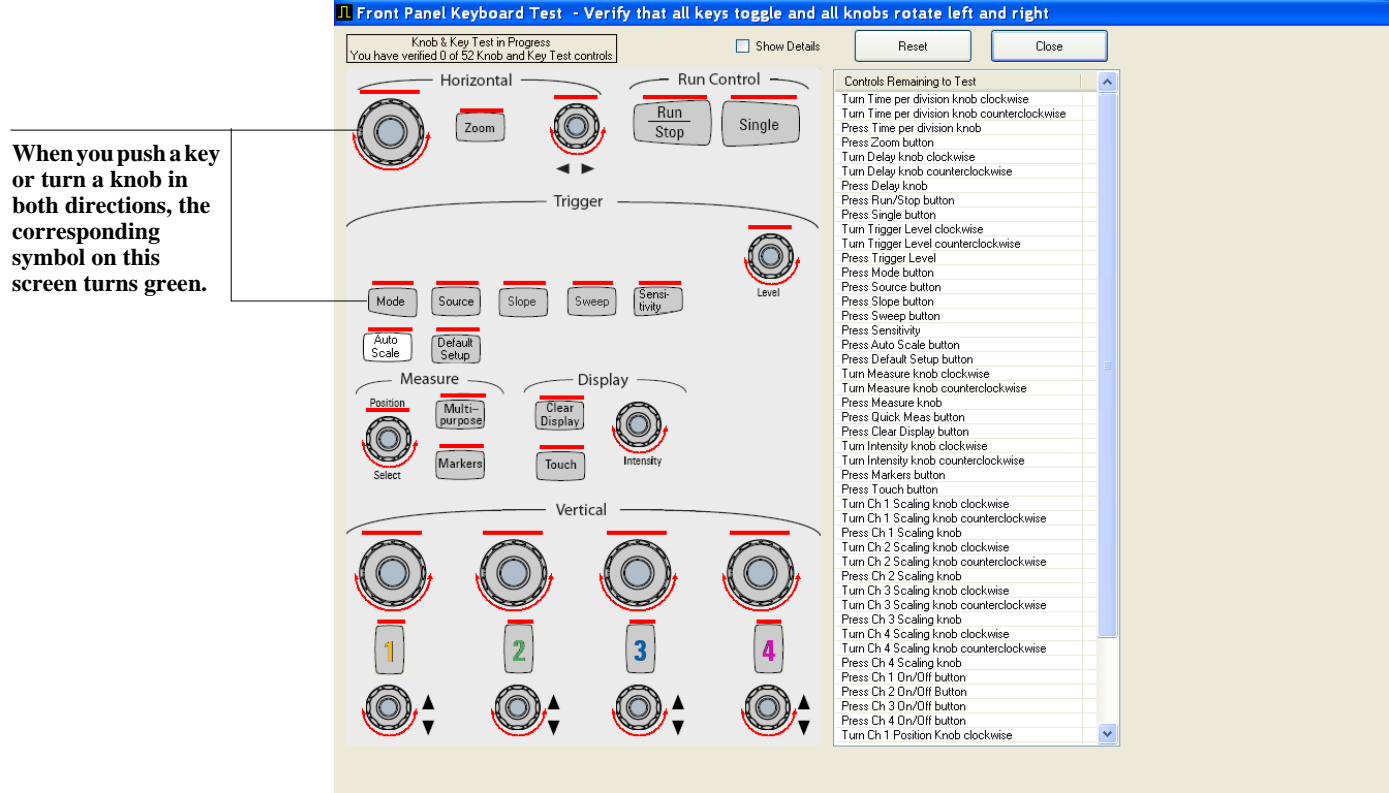 Front Panel Keyboard Test - Verify that all keys toggle and all knobs rotate left and right
Knob & Key Test in Progress
You have verified 0 of 52 Knob and Key Test controls
Show Details
Reset
Close
When you push a key
or turn a knob in
both directions, the
corresponding
symbol on this
screen turns green.
Horizontal
Run Control
Zoom
Run
Stop
Single
Trigger
Level
Mode
Source
Slope
Sweep
Sensi-
tivity
Auto
Scale
Default
Setup
Measure
Display
Position
Multi-
purpose
Clear
Display
Markers
Touch
Select
Intensity
Vertical
1
2
3
4
Controls Remaining to Test
Turn Time per division knob clockwise
Turn Time per division knob counterclockwise
Press Time per division knob
Press Zoom button
Turn Delay knob clockwise
Turn Delay knob counterclockwise
Press Delay knob
Press Run/Stop button
Press Single button
Turn Trigger Level clockwise
Turn Trigger Level counterclockwise
Press Trigger Level
Press Mode button
Press Source button
Press Slope button
Press Sweep button
Press Sensitivity
Press Auto Scale button
Press Default Setup button
Turn Measure knob clockwise
Turn Measure knob counterclockwise
Press Measure knob
Press Quick Meas button
Press Clear Display button
Turn Intensity knob clockwise
Turn Intensity knob counterclockwise
Press Markers button
Press Touch button
Turn Ch 1 Scaling knob clockwise
Turn Ch 1 Scaling knob counterclockwise
Press Ch 1 Scaling knob
Turn Ch 2 Scaling knob clockwise
Turn Ch 2 Scaling knob counterclockwise
Press Ch 2 Scaling knob
Turn Ch 3 Scaling knob clockwise
Turn Ch 3 Scaling knob counterclockwise
Press Ch 3 Scaling knob
Turn Ch 4 Scaling knob clockwise
Turn Ch 4 Scaling knob counterclockwise
Press Ch 4 Scaling knob
Press Ch 1 On/Off button
Press Ch 2 On/Off Button
Press Ch 3 On/Off button
Press Ch 4 On/Off button
Turn Ch 1 Position Knob clockwise